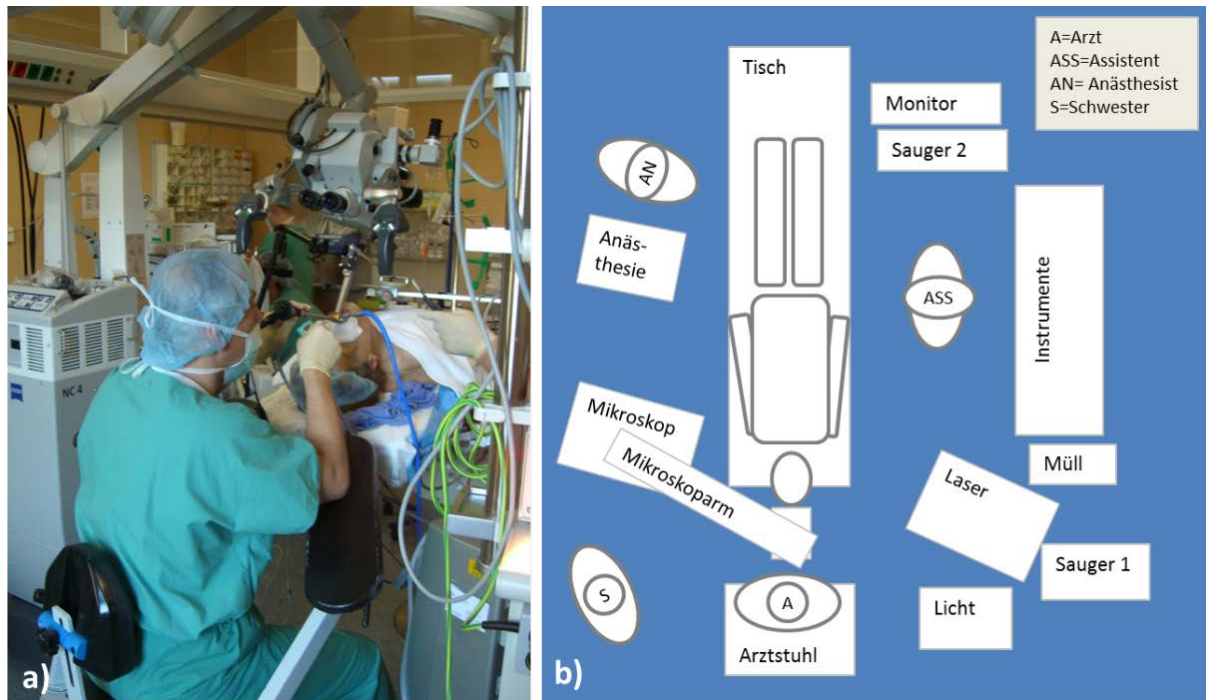 NC 4
a)
Tisch
A=Arzt
ASS=Assistent
AN= Anästhesist
S=Schwester
Monitor
Sauger 2
AN
Anäs-
thesie
ASS
Instrumente
Mikroskop
Mikroskoparm
Müll
Laser
Sauger 1
S
A
Licht
Arztstuhl
b)